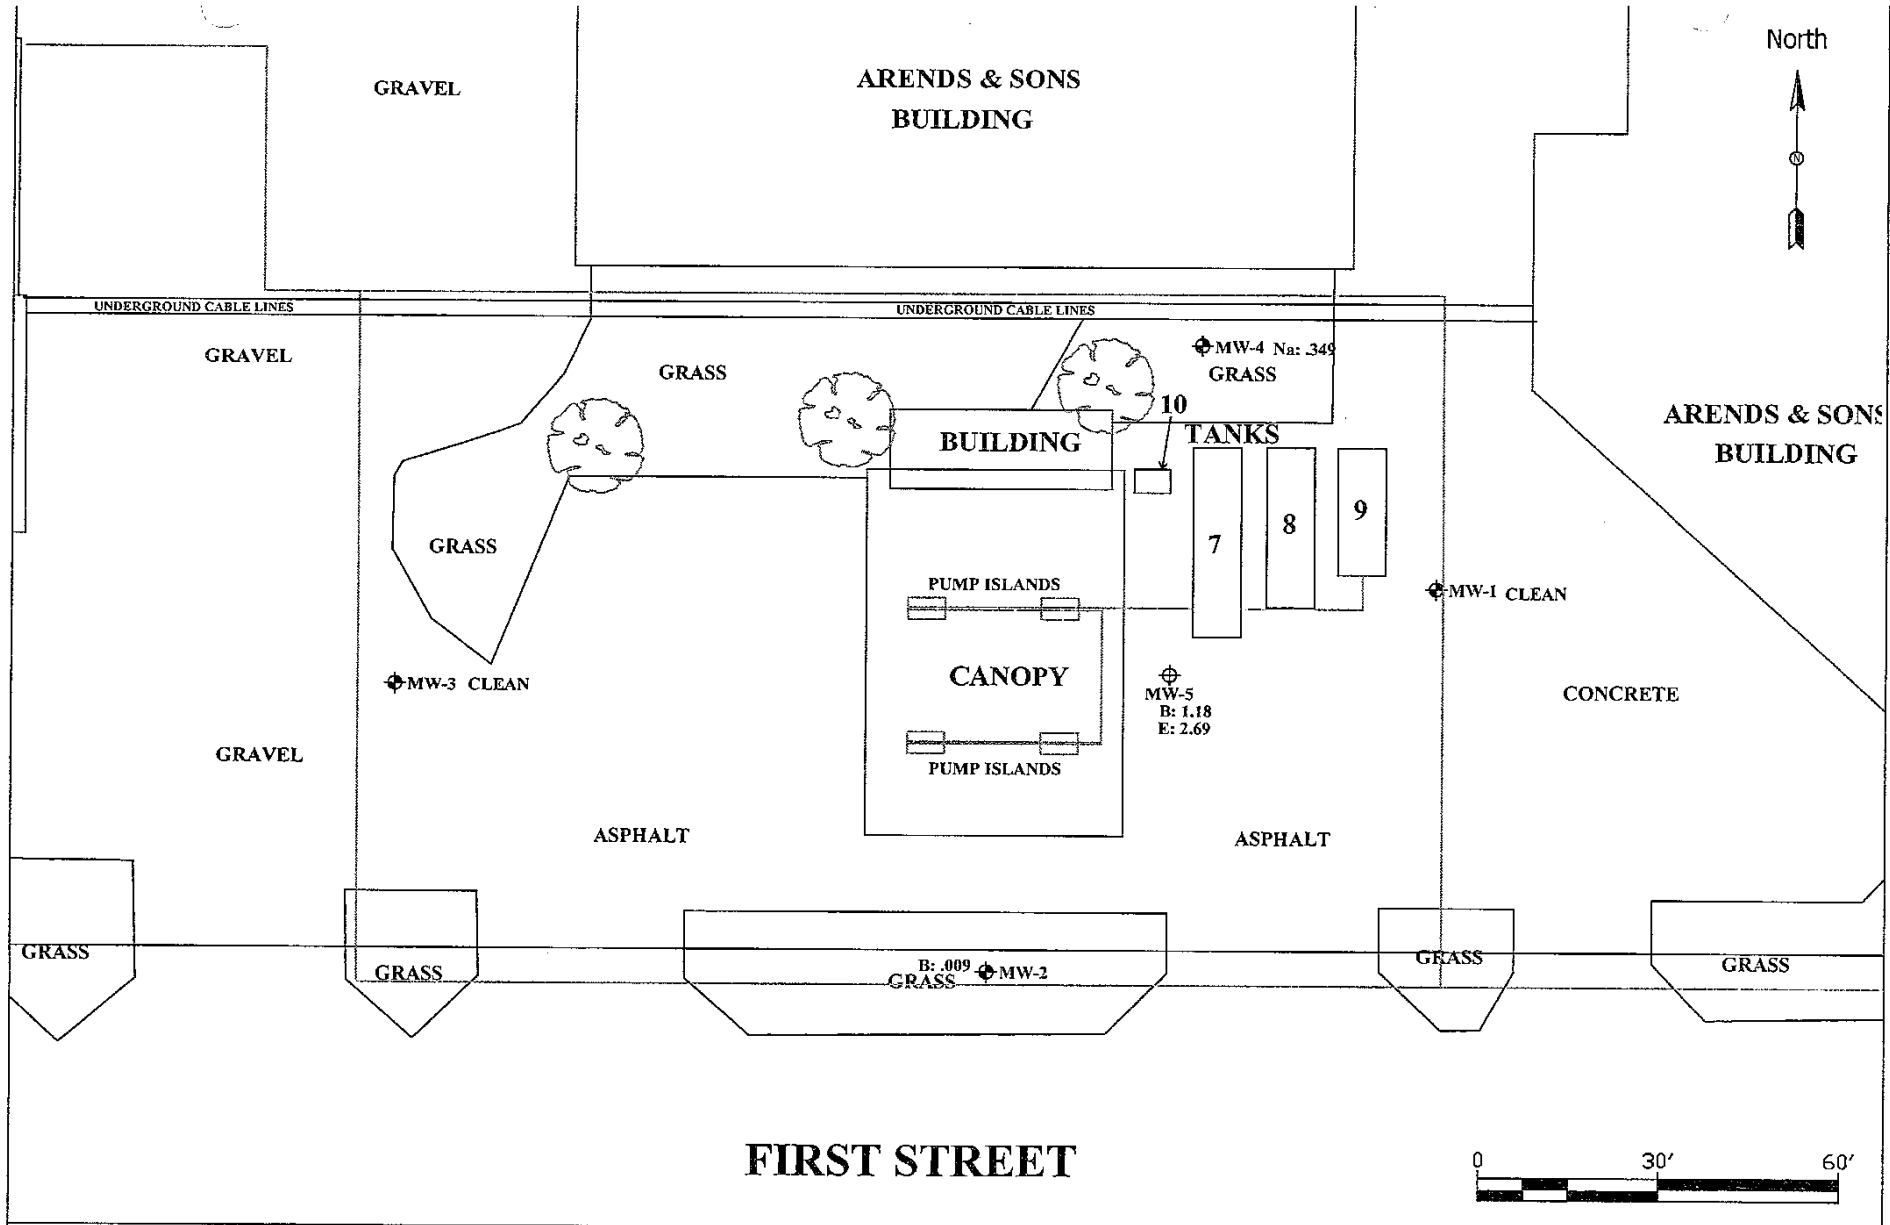 North
GRAVEL
ARENDS & SONS
BUILDING
N
UNDERGROUND CABLE LINES
UNDERGROUND CABLE LINES
GRAVEL
GRASS
MW-4 Na: .349
GRASS
10
TANKS
BUILDING
ARENDS & SONS
BUILDING
7
8
9
GRASS
PUMP ISLANDS
MW-1 CLEAN
CANOPY
MW-3 CLEAN
MW-5
B: 1.18
E: 2.69
CONCRETE
GRAVEL
PUMP ISLANDS
ASPHALT
ASPHALT
GRASS
GRASS
B: .009
MW-2
GRASS
GRASS
GRASS
FIRST STREET
0 30' 60'